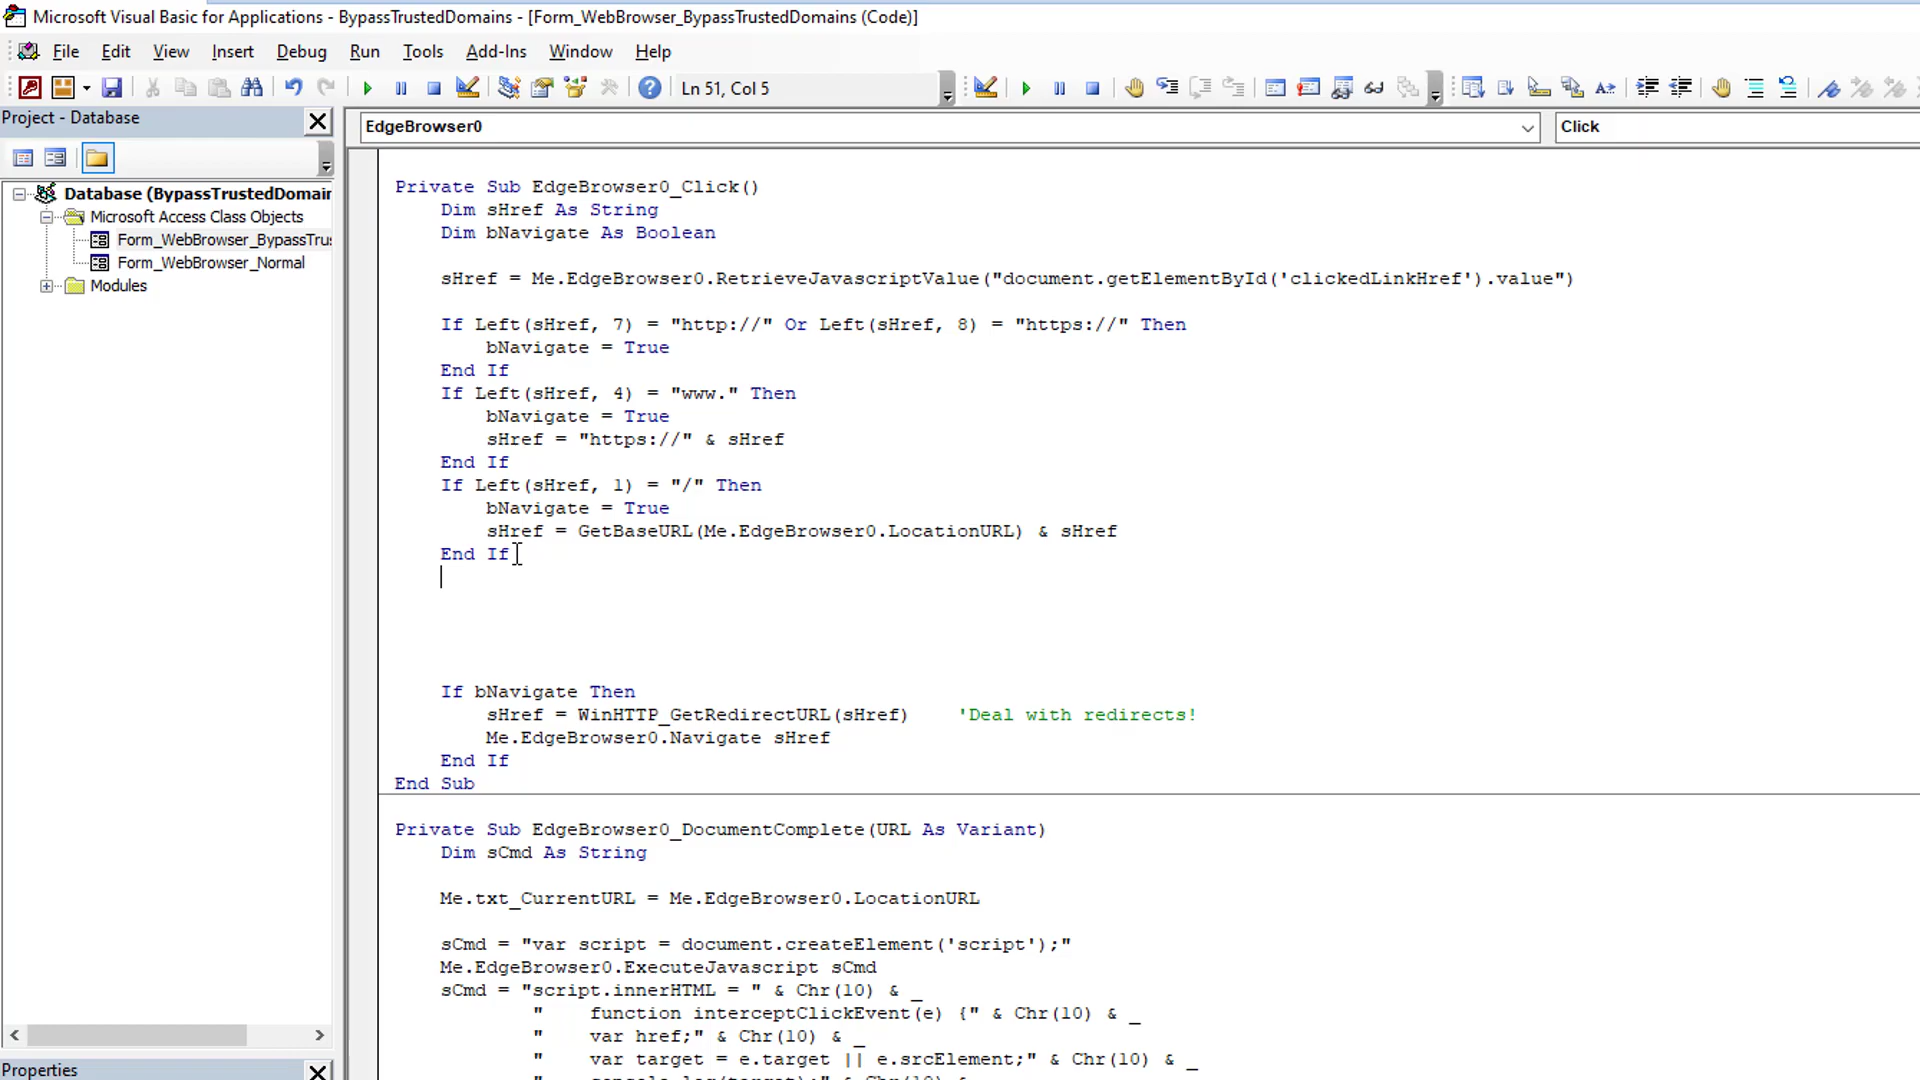 Microsoft Visual Basic for Applications - BypassTrustedDomains - [Form_WebBrowser_BypassTrustedDomains (Code)]
File Edit View Insert Debug Run Tools Add-Ins Window Help
Ln 51, Col 5
Project - Database
EdgeBrowser0
Click
Database (BypassTrustedDomain
Microsoft Access Class Objects
Form_WebBrowser_BypassTru
Form_WebBrowser_Normal
Modules
Properties
Private Sub EdgeBrowser0_Click()
Dim sHref As String
Dim bNavigate As Boolean
sHref = Me.EdgeBrowser0.RetrieveJavascriptValue("document.getElementById('clickedLinkHref').value")
If Left(sHref, 7) = "http://" Or Left(sHref, 8) = "https://" Then
bNavigate = True
End If
If Left(sHref, 4) = "www." Then
bNavigate = True
sHref = "https://" & sHref
End If
If Left(sHref, 1) = "/" Then
bNavigate = True
sHref = GetBaseURL(Me.EdgeBrowser0.LocationURL) & sHref
End If
If bNavigate Then
sHref = WinHTTP_GetRedirectURL(sHref) 'Deal with redirects!
Me.EdgeBrowser0.Navigate sHref
End If
End Sub
Private Sub EdgeBrowser0_DocumentComplete(URL As Variant)
Dim sCmd As String
Me.txt_CurrentURL = Me.EdgeBrowser0.LocationURL
sCmd = "var script = document.createElement('script');"
Me.EdgeBrowser0.ExecuteJavascript sCmd
sCmd = "script.innerHTML = " & Chr(10) & _
" function interceptClickEvent(e) {" & Chr(10) & _
" var href;" & Chr(10) & _
" var target = e.target || e.srcElement;" & Chr(10) & _
" console.log(target);" & Chr(10) & _